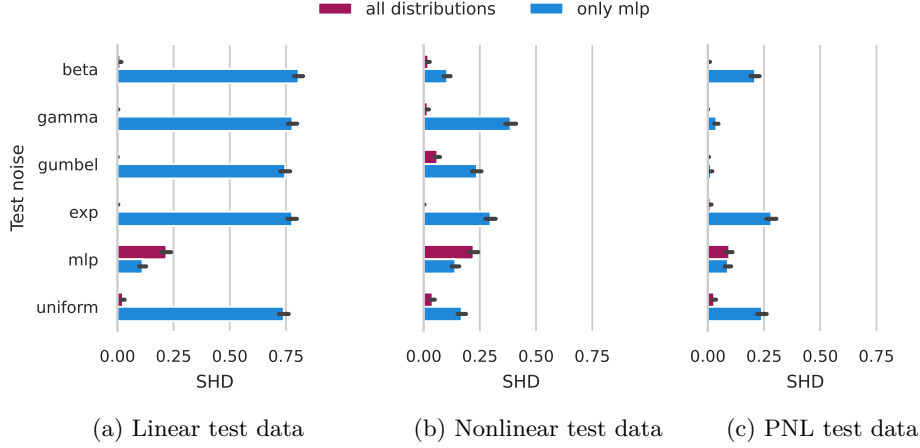 all distributions only mlp
Test noise
beta
gamma
gumbel
exp
mlp
uniform
0.00 0.25 0.50 0.75
SHD
0.00 0.25 0.50 0.75
SHD
0.00 0.25 0.50 0.75
SHD
(a) Linear test data
(b) Nonlinear test data
(c) PNL test data